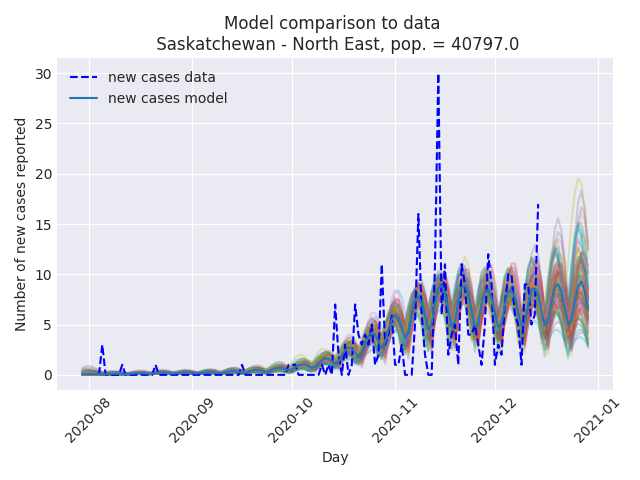 Model comparison to data
Saskatchewan - North East, pop. = 40797.0
new cases data
new cases model
Number of new cases reported
30
25
20
15
10
5
0
2020-08
2020-09
2020-10
2020-11
2020-12
2021-01
Day